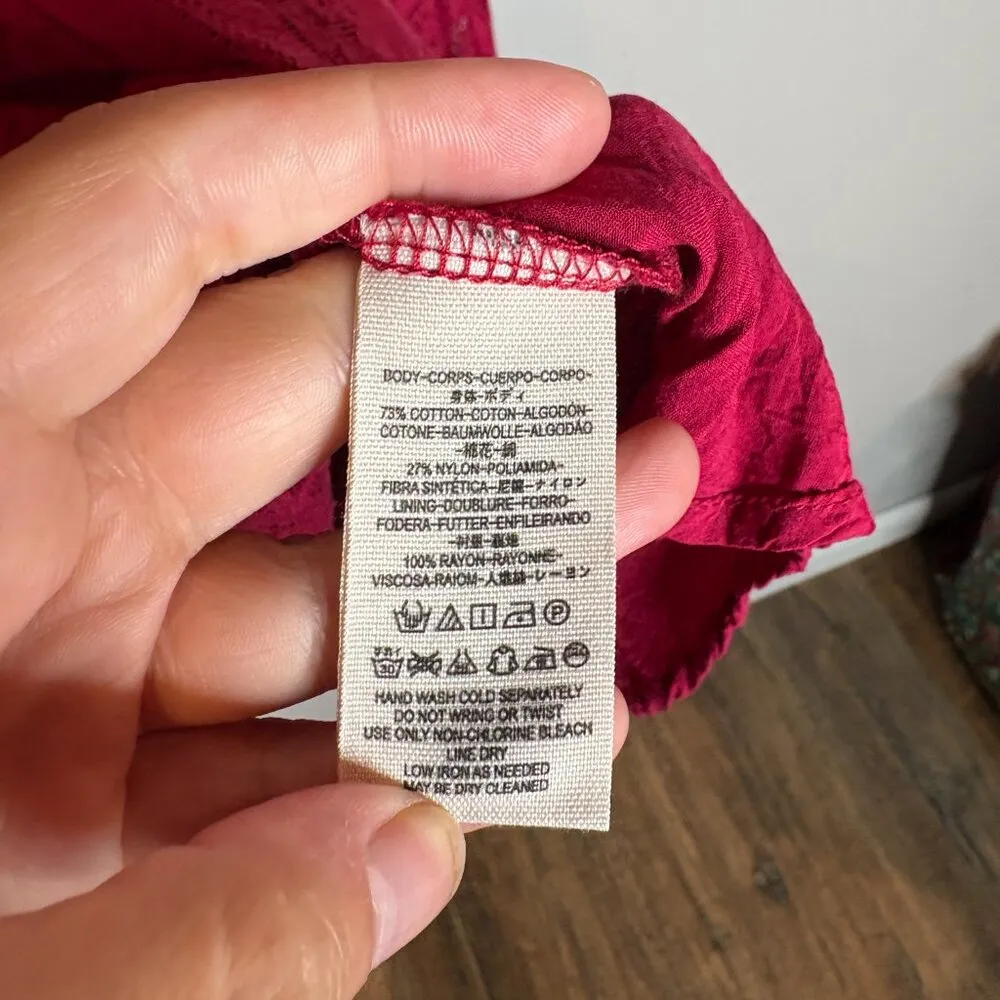 BODY-CORPS-CUERPO-CORPO-
身体-ボディ
73% COTTON-COTON-ALGODÓN-
COTONE-BAUMWOLLE-ALGODÃO
-棉花-綿
27% NYLON-POLIAMIDA-
FIBRA SINTÉTICA-尼龍-ナイロン
LINING-DOUBLURE-FORRO-
FODERA-FUTTER-ENFILEIRANDO
100% RAYON-RAYONNE-
VISCOSA-RAIOM-人造絲-レーヨン
HAND WASH COLD SEPARATELY
DO NOT WRING OR TWIST
USE ONLY NON-CHLORINE BLEACH
LINE DRY
LOW IRON AS NEEDED
MAY BE DRY CLEANED